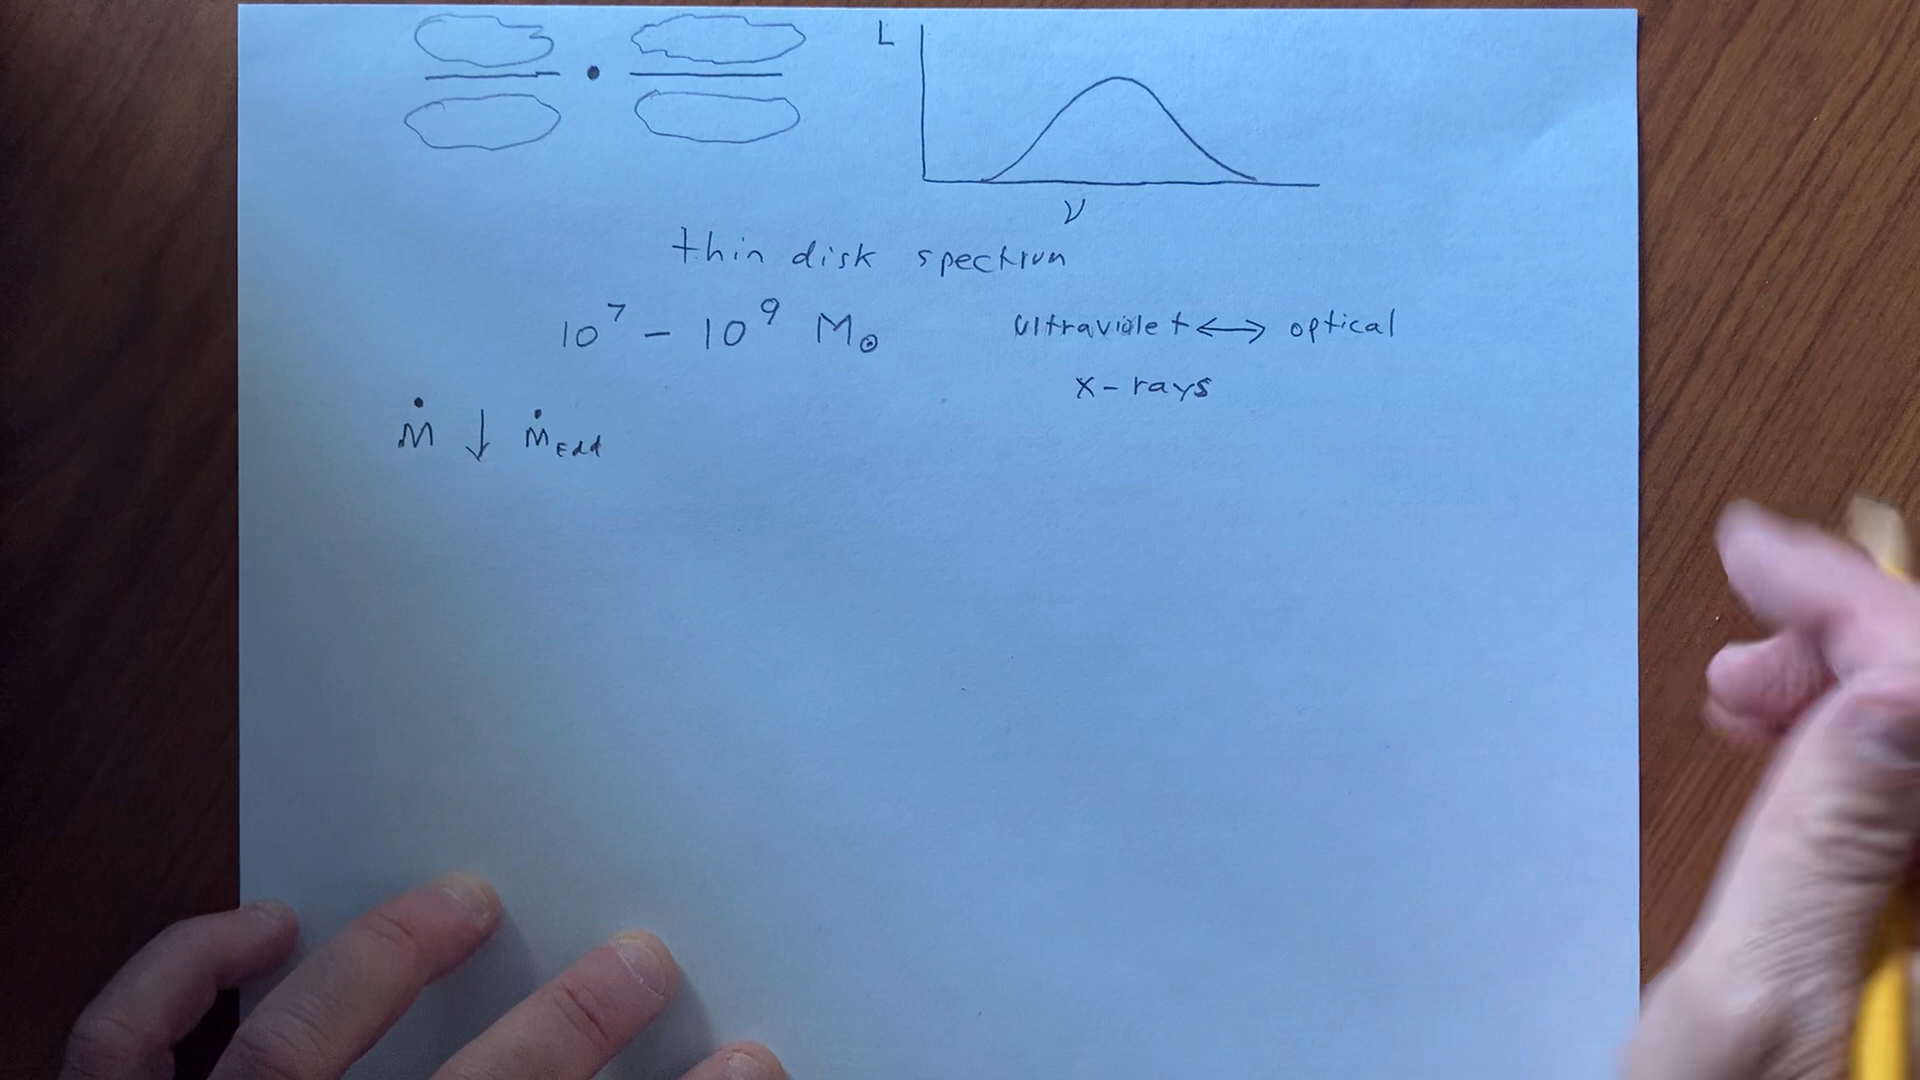 L
ν
thin disk spectrum
10⁷ – 10⁹ M☉
ultraviolet ⟷ optical
x-rays
Ṁ ↓ Ṁ_Edd